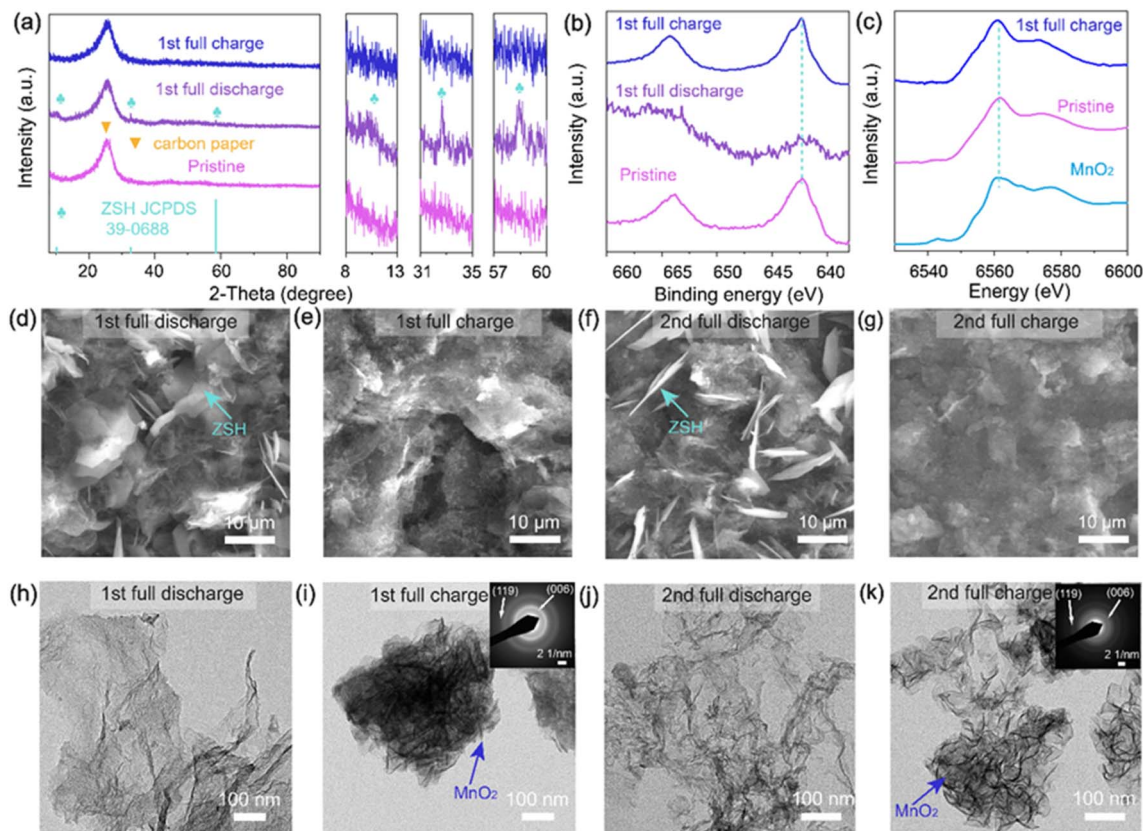 (a)
1st full charge
1st full discharge
♣ ♣ ♣
▼ carbon paper
▼
Pristine
♣ ZSH JCPDS
39-0688
Intensity (a.u.)
20 40 60 80
8 13 31 35 57 60
2-Theta (degree)
(b)
1st full charge
1st full discharge
Pristine
Intensity (a.u.)
660 665 650 645 640
Binding energy (eV)
(c)
1st full charge
Pristine
MnO₂
Intensity (a.u.)
6540 6560 6580 6600
Energy (eV)
(d) 1st full discharge
ZSH
10 µm
(e) 1st full charge
10 µm
(f) 2nd full discharge
ZSH
10 µm
(g) 2nd full charge
10 µm
(h) 1st full discharge
100 nm
(i) 1st full charge
(119) (006)
2 1/nm
MnO₂
100 nm
(j) 2nd full discharge
100 nm
(k) 2nd full charge
(119) (006)
2 1/nm
MnO₂
100 nm